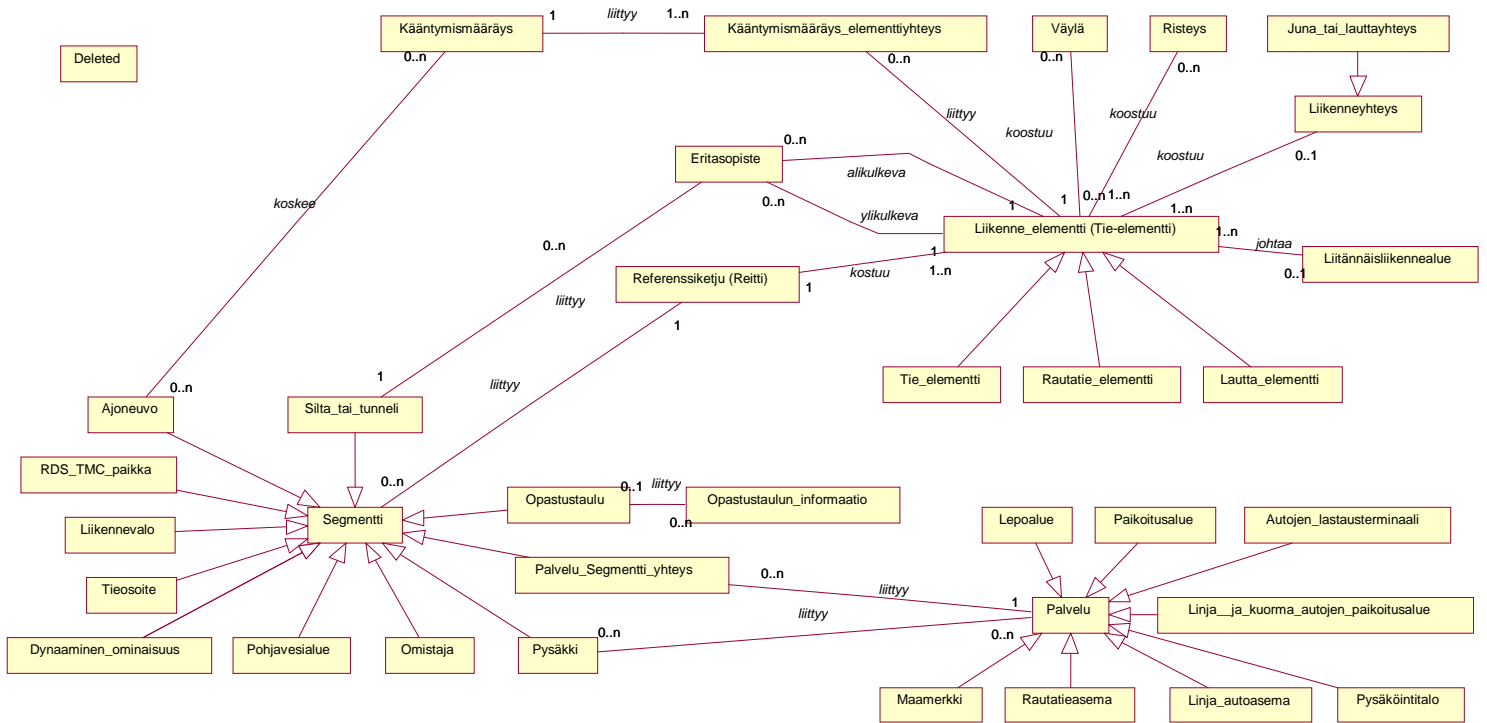 Kääntymismääräys
1
liittyy
1..n
Kääntymismääräys_elementtiyhteys
Väylä
Risteys
Juna_tai_lauttayhteys
Deleted
0..n
0..n
0..n
0..n
Liikenneyhteys
liittyy
koostuu
koostuu
koostuu
0..1
Eritasopiste
0..n
alikulkeva
0..n
ylikulkeva
koskee
1
1
0..n
1..n
1..n
Liikenne_elementti (Tie-elementti)
1..n
johtaa
0..1
Liitännäisliikennealue
0..n
1
1..n
kostuu
Referenssiketju (Reitti)
1
liittyy
1
Tie_elementti
Rautatie_elementti
Lautta_elementti
0..n
1
liittyy
Ajoneuvo
Silta_tai_tunneli
RDS_TMC_paikka
0..n
Opastustaulu
0..1
liittyy
0..n
Opastustaulun_informaatio
Liikennevalo
Segmentti
Lepoalue
Paikoitusalue
Autojen_lastausterminaali
Tieosoite
Palvelu_Segmentti_yhteys
0..n
liittyy
1
Palvelu
Linja__ja_kuorma_autojen_paikoitusalue
liittyy
0..n
0..n
Dynaaminen_ominaisuus
Pohjavesialue
Omistaja
Pysäkki
Maamerkki
Rautatieasema
Linja_autoasema
Pysäköintitalo